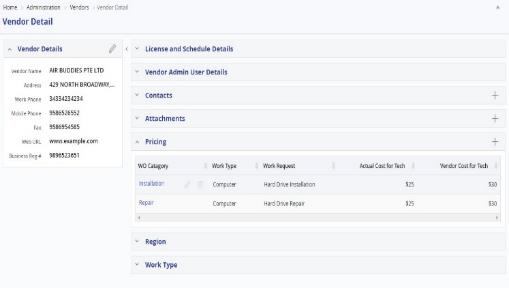 Home > Administration > Vendors > Vendor Detail
Vendor Detail
Vendor Details
Vendor Name AIR BUDDIES PTE LTD
Address 429 NORTH BROADWAY,...
Work Phone 34334234234
Mobile Phone 9586526552
Fax 9586954585
Web URL www.example.com
Business Reg # 9896523651
License and Schedule Details
Vendor Admin User Details
Contacts
Attachments
Pricing
WO Category Work Type Work Request Actual Cost for Tech Vendor Cost for Tech
Installation Computer Hard Drive Installation $25 $30
Repair Computer Hard Drive Repair $25 $30
Region
Work Type